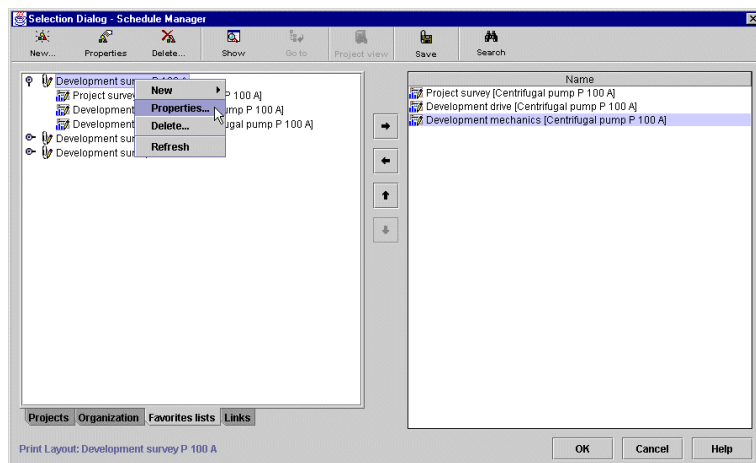 Selection Dialog - Schedule Manager
New... Properties Delete... Show Go to Project view Save Search
Development sur P 100 A
New
Project survey P 100 A]
Properties...
Development ump P 100 A]
Delete...
Development ugal pump P 100 A]
Refresh
Development sur
Development sur
Name
Project survey [Centrifugal pump P 100 A]
Development drive [Centrifugal pump P 100 A]
Development mechanics [Centrifugal pump P 100 A]
Projects Organization Favorites lists Links
Print Layout: Development survey P 100 A
OK Cancel Help